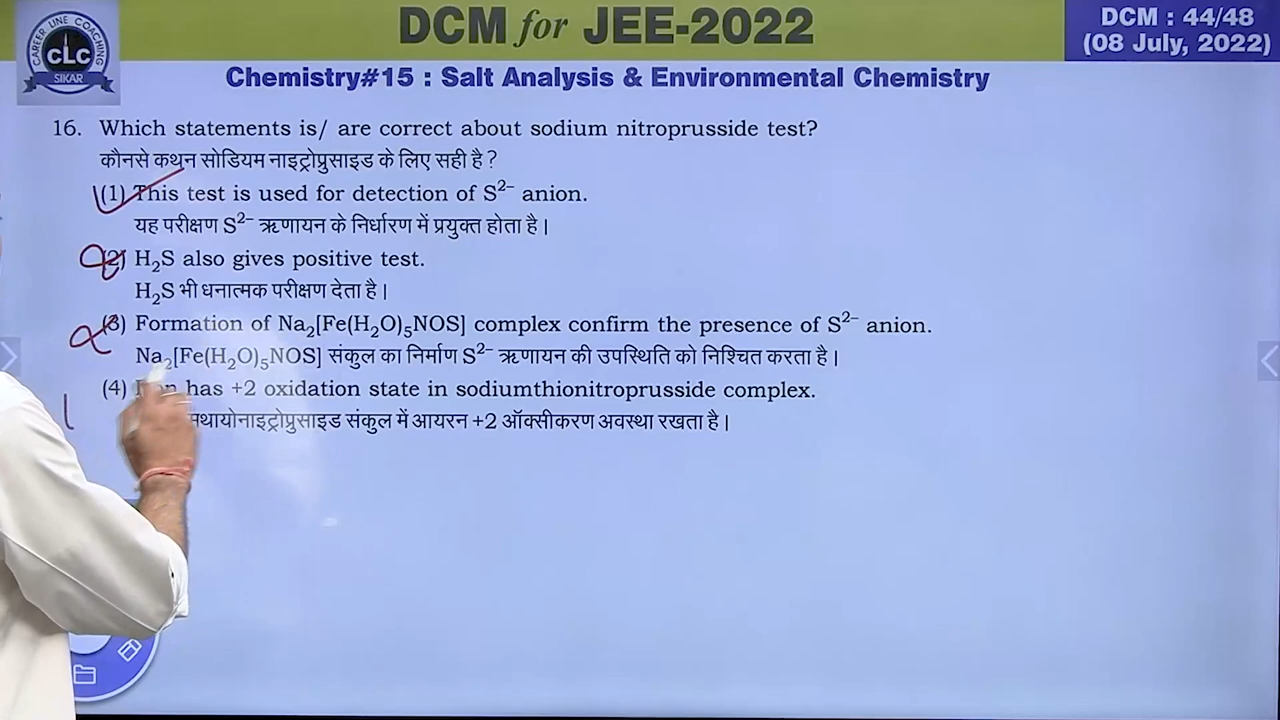 CAREER LINE COACHING
CLC
SIKAR
DCM for JEE-2022
DCM : 44/48
(08 July, 2022)
Chemistry#15 : Salt Analysis & Environmental Chemistry
16. Which statements is/ are correct about sodium nitroprusside test?
कौनसे कथन सोडियम नाइट्रोप्रुसाइड के लिए सही है ?
(1) This test is used for detection of S²⁻ anion.
यह परीक्षण S²⁻ ऋणायन के निर्धारण में प्रयुक्त होता है।
(2) H₂S also gives positive test.
H₂S भी धनात्मक परीक्षण देता है।
(3) Formation of Na₂[Fe(H₂O)₅NOS] complex confirm the presence of S²⁻ anion.
Na₂[Fe(H₂O)₅NOS] संकुल का निर्माण S²⁻ ऋणायन की उपस्थिति को निश्चित करता है।
(4) has +2 oxidation state in sodiumthionitroprusside complex.
संकुल में आयरन +2 ऑक्सीकरण अवस्था रखता है।